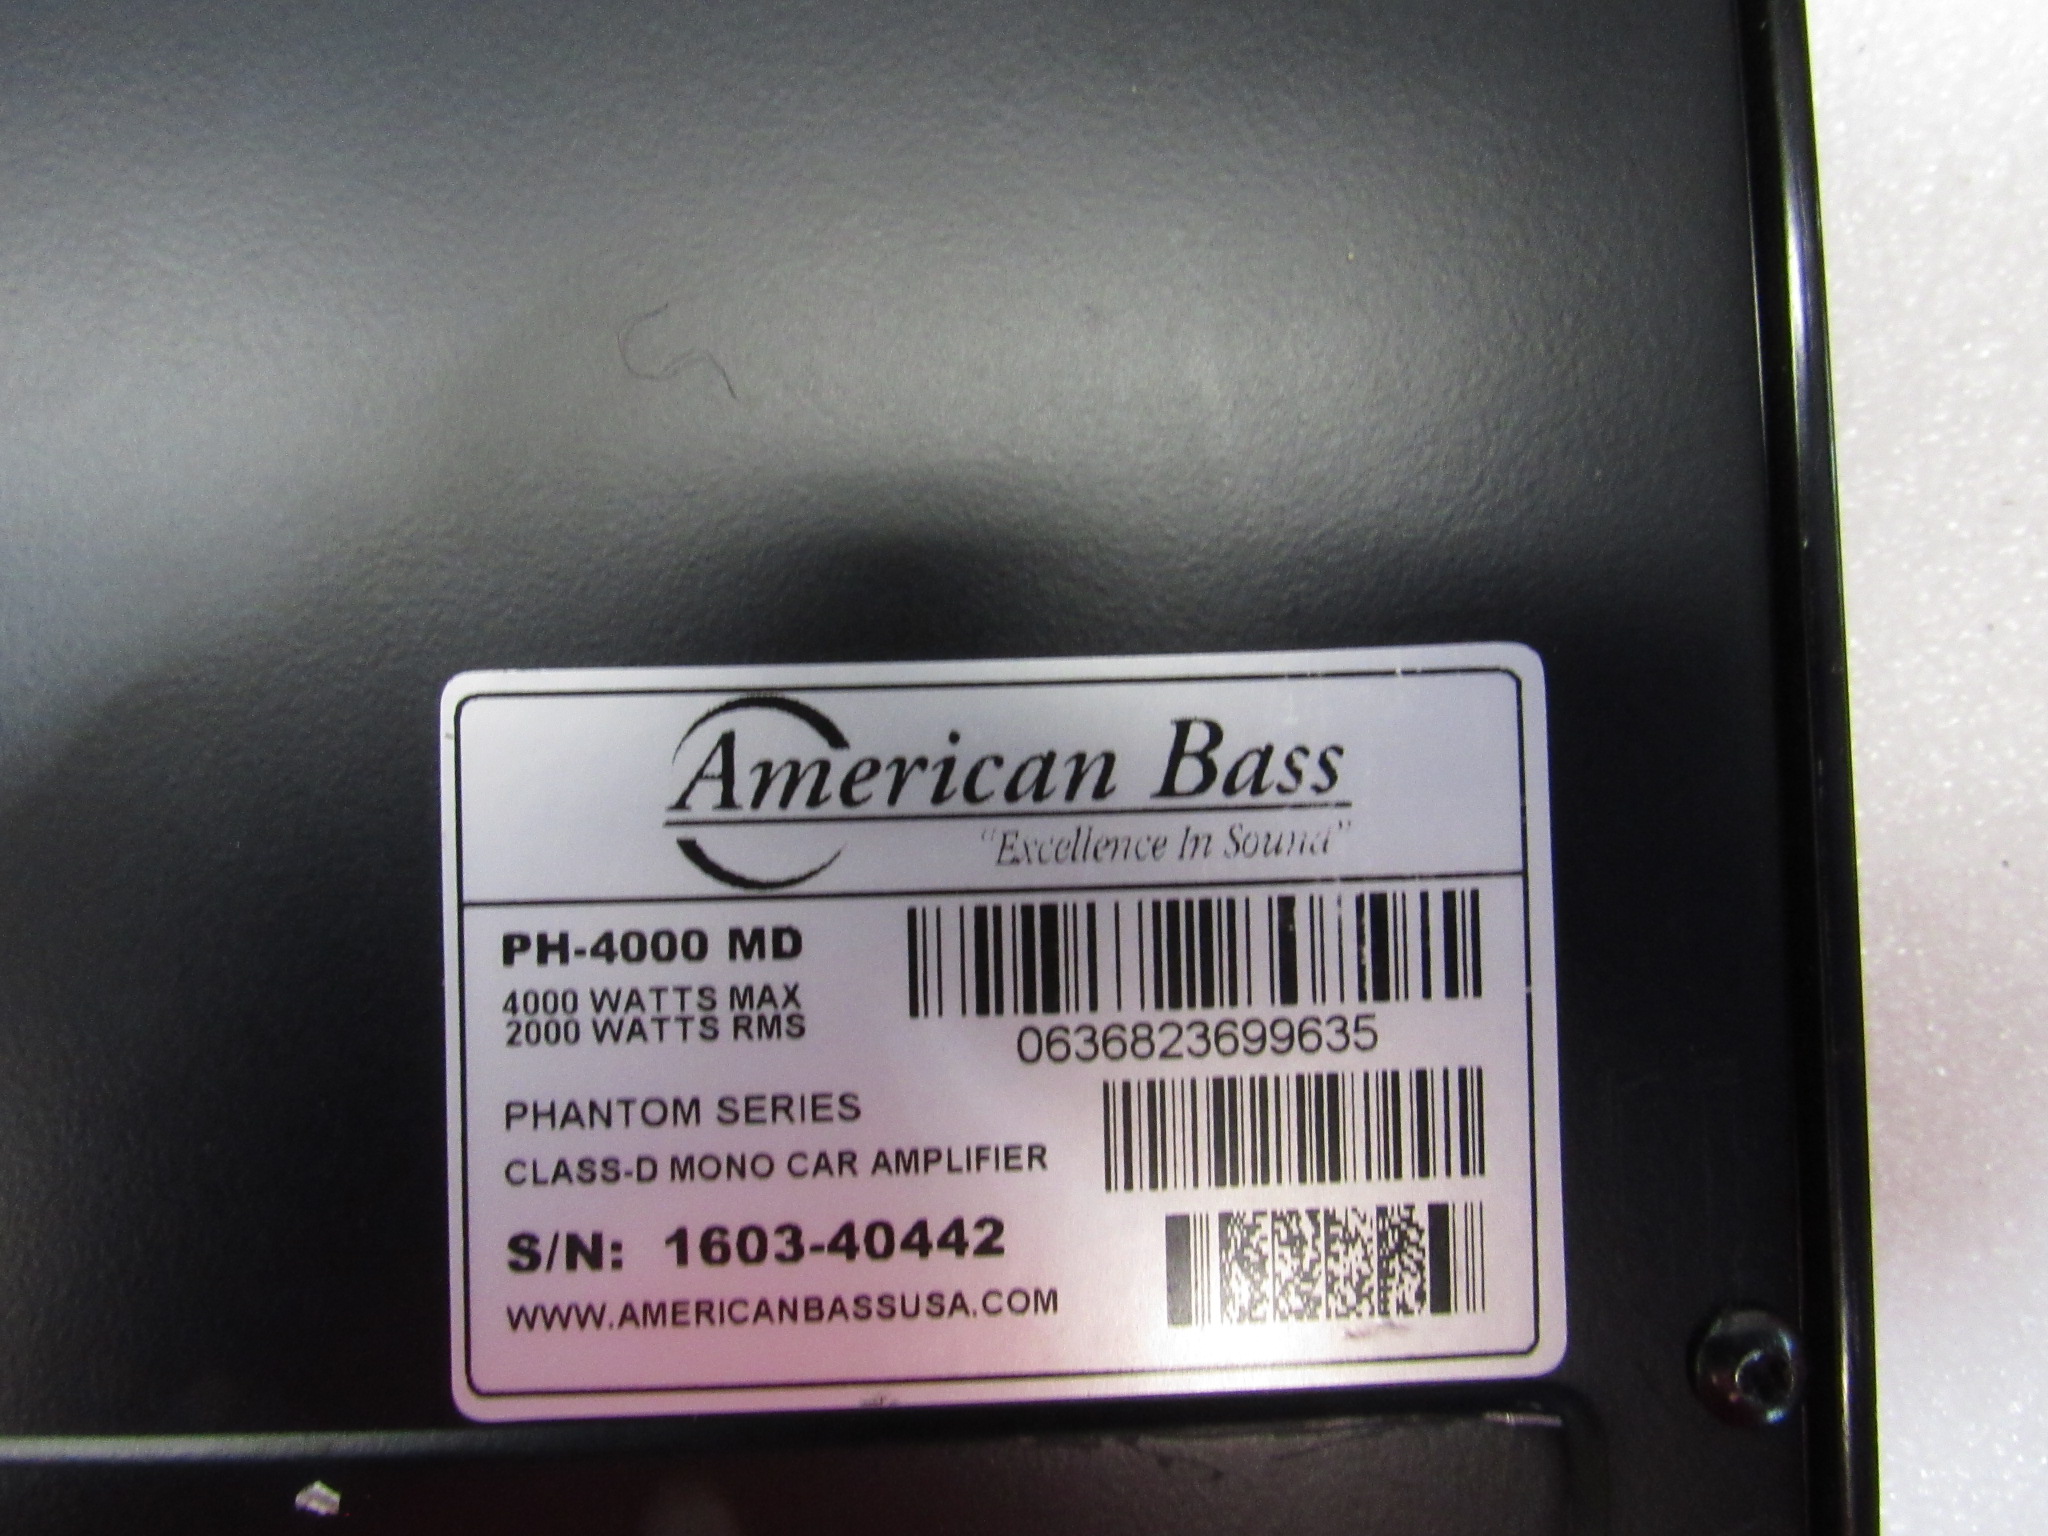 American Bass
"Excellence In Sound"
PH-4000 MD
4000 WATTS MAX
2000 WATTS RMS
0636823699635
PHANTOM SERIES
CLASS-D MONO CAR AMPLIFIER
S/N: 1603-40442
WWW.AMERICANBASSUSA.COM